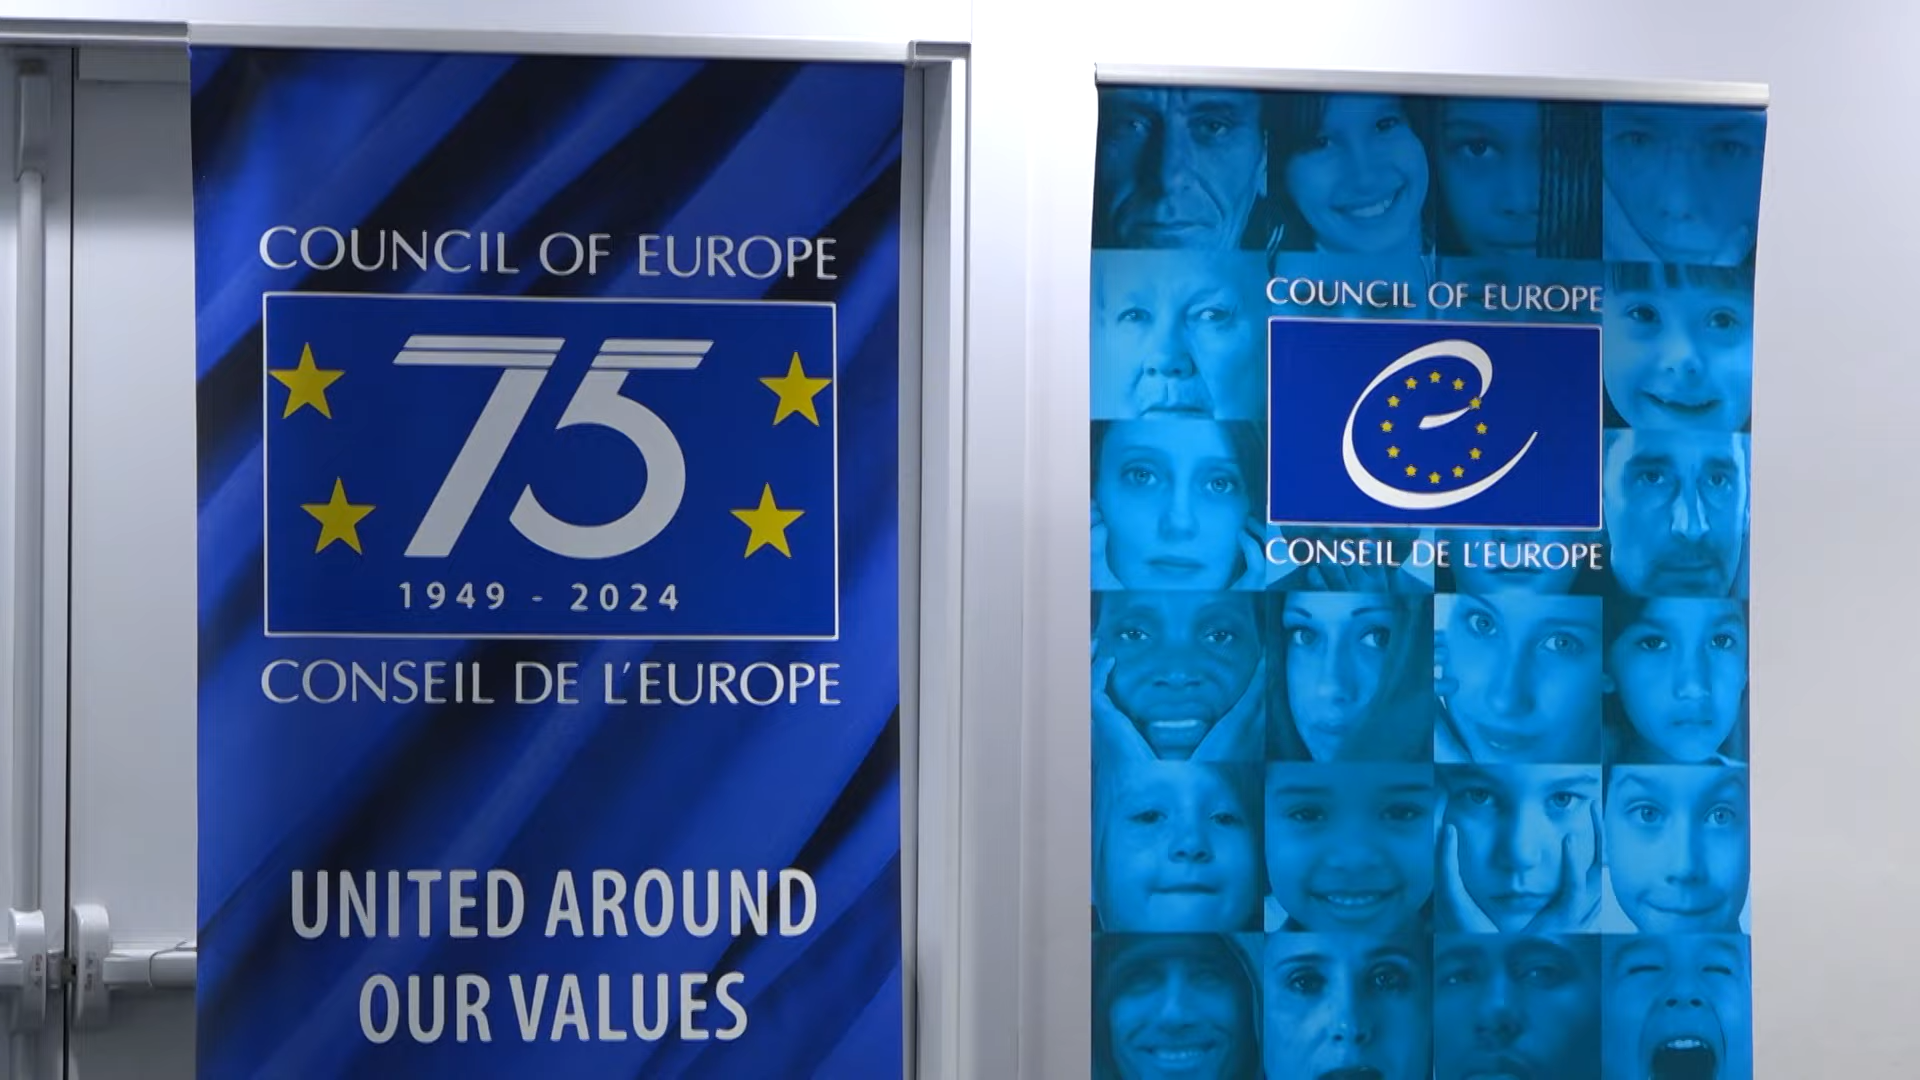 COUNCIL OF EUROPE
75
1949 - 2024
CONSEIL DE L'EUROPE
UNITED AROUND
OUR VALUES
COUNCIL OF EUROPE
CONSEIL DE L'EUROPE